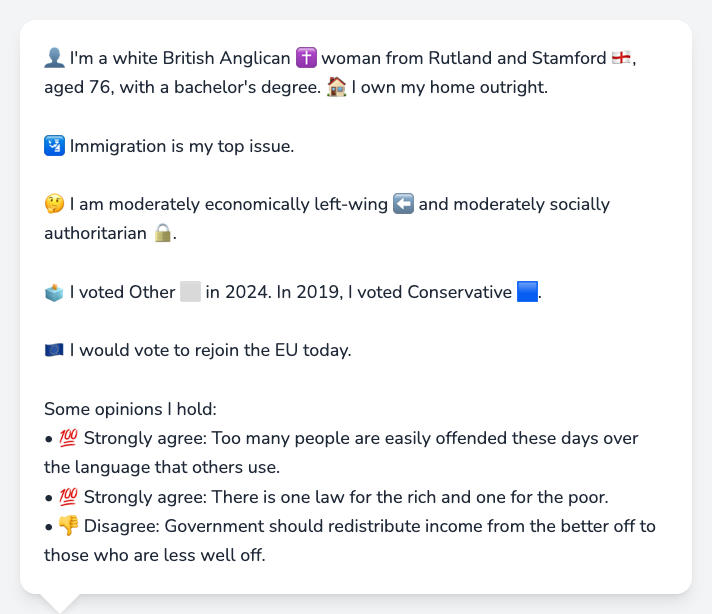 👤 I'm a white British Anglican ✝️ woman from Rutland and Stamford 🏴󠁧󠁢󠁥󠁮󠁧󠁿,
aged 76, with a bachelor's degree. 🏠 I own my home outright.
🛂 Immigration is my top issue.
🤔 I am moderately economically left-wing ⬅️ and moderately socially
authoritarian 🔒.
🗳️ I voted Other ⬜ in 2024. In 2019, I voted Conservative 🟦.
🇪🇺 I would vote to rejoin the EU today.
Some opinions I hold:
• 💯 Strongly agree: Too many people are easily offended these days over
the language that others use.
• 💯 Strongly agree: There is one law for the rich and one for the poor.
• 👎 Disagree: Government should redistribute income from the better off to
those who are less well off.